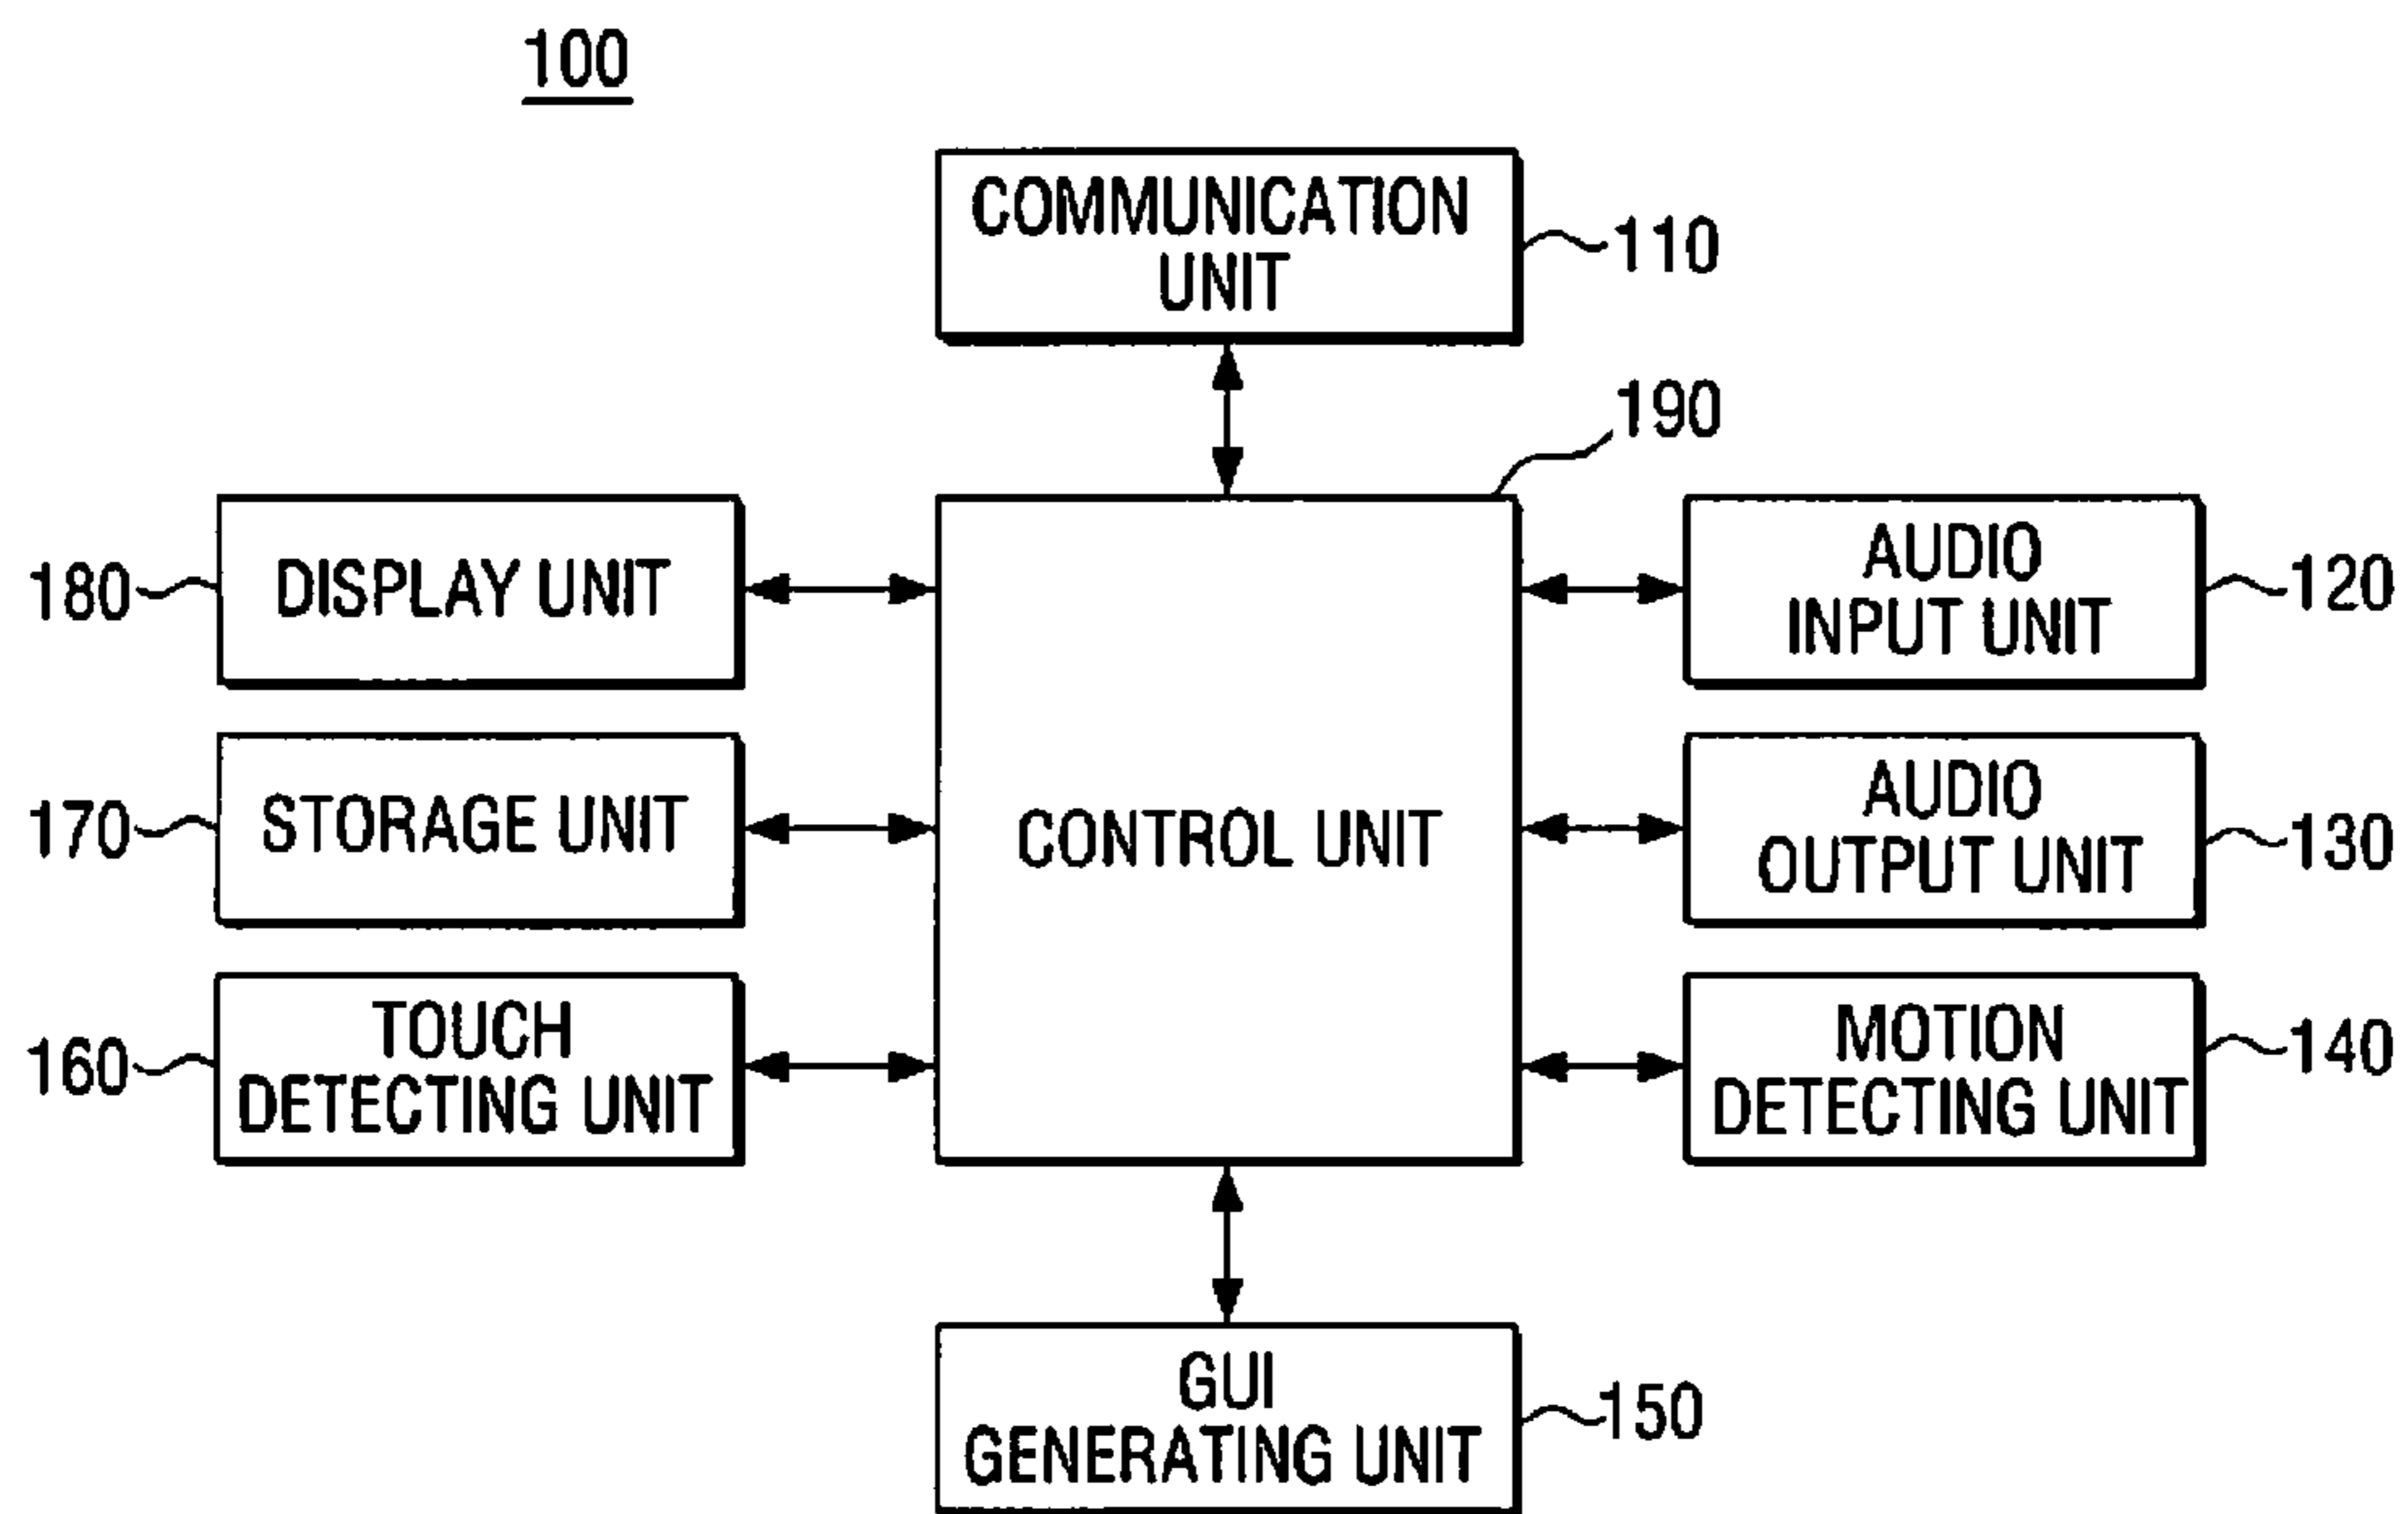 100
COMMUNICATION
UNIT
110
190
180
DISPLAY UNIT
AUDIO
INPUT UNIT
120
170
STORAGE UNIT
CONTROL UNIT
AUDIO
OUTPUT UNIT
130
160
TOUCH
DETECTING UNIT
MOTION
DETECTING UNIT
140
GUI
GENERATING UNIT
150